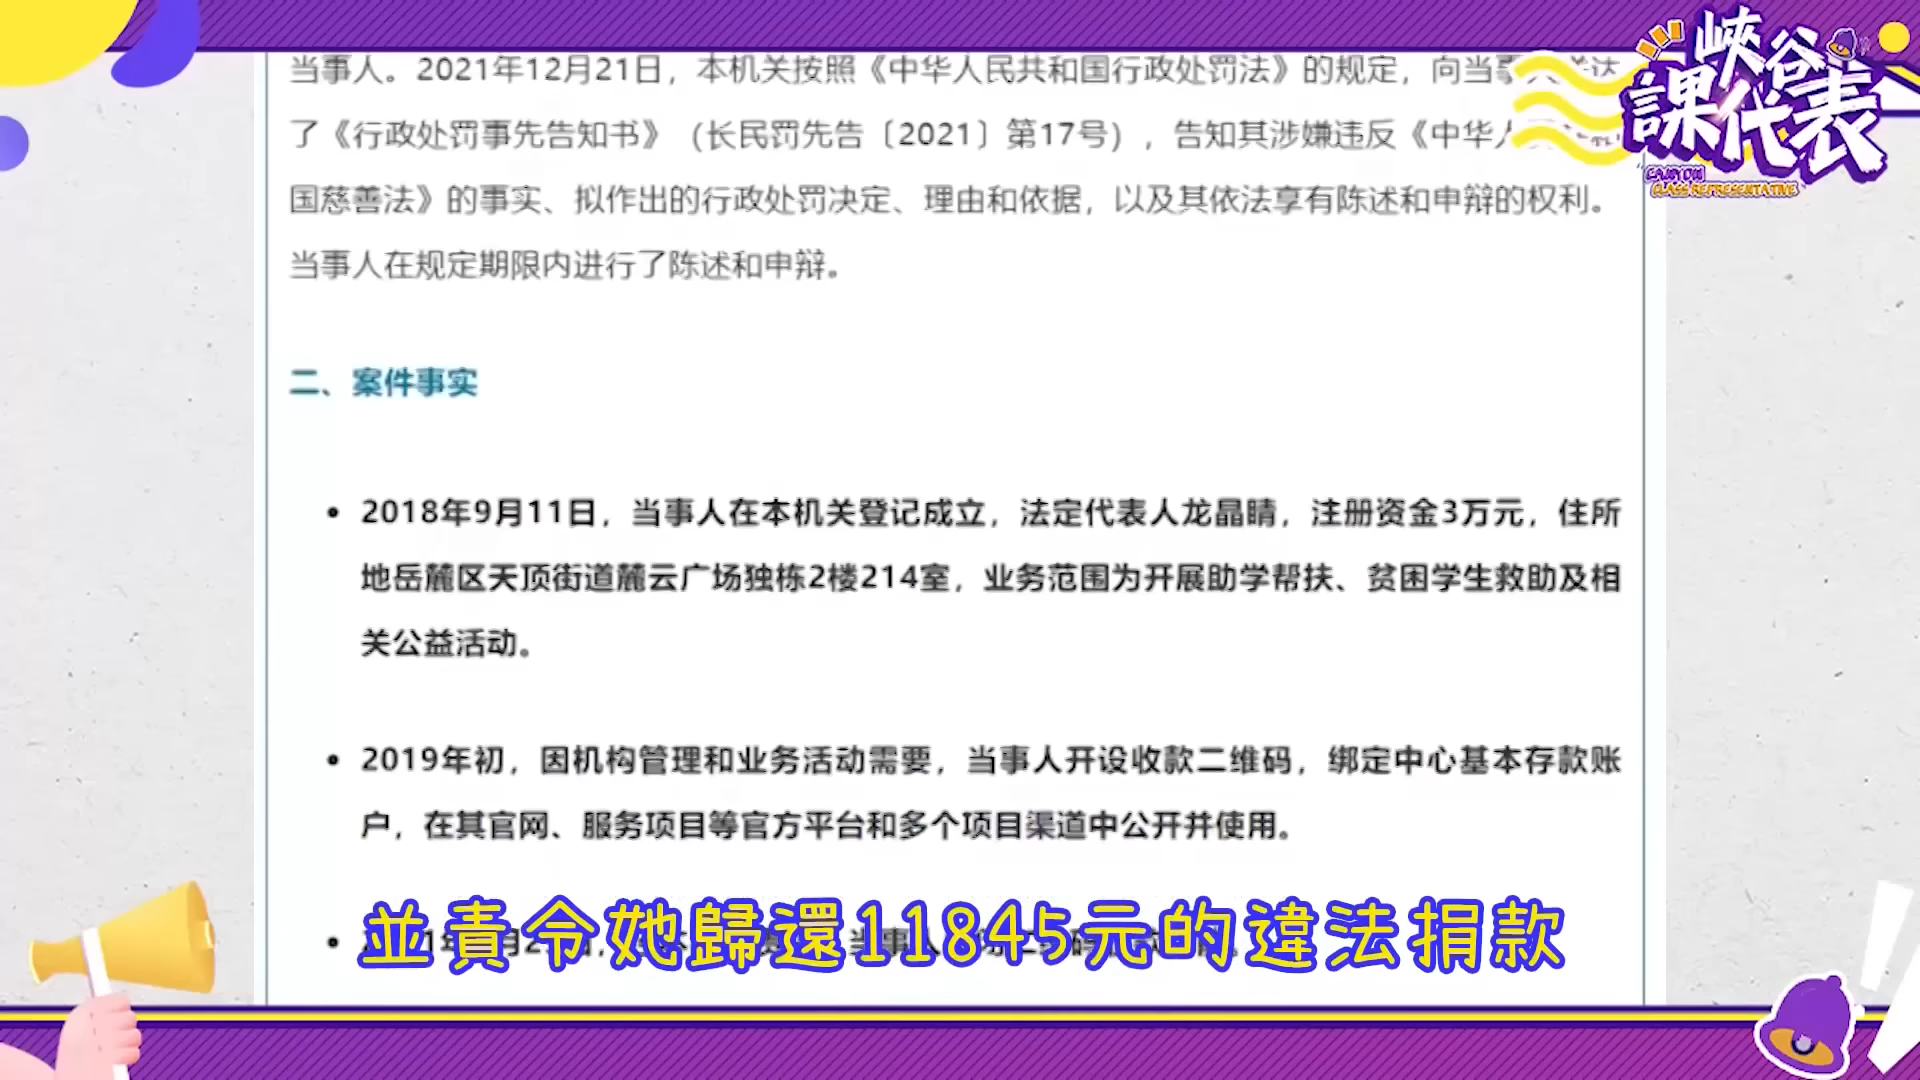 当事人。2021年12月21日，本机关按照《中华人民共和国行政处罚法》的规定，向当事
了《行政处罚事先告知书》（长民罚先告〔2021〕第17号），告知其涉嫌违反《中华
国慈善法》的事实、拟作出的行政处罚决定、理由和依据，以及其依法享有陈述和申辩的权利。
当事人在规定期限内进行了陈述和申辩。
二、案件事实
• 2018年9月11日，当事人在本机关登记成立，法定代表人龙晶睛，注册资金3万元，住所
地岳麓区天顶街道麓云广场独栋2楼214室，业务范围为开展助学帮扶、贫困学生救助及相
关公益活动。
• 2019年初，因机构管理和业务活动需要，当事人开设收款二维码，绑定中心基本存款账
户，在其官网、服务项目等官方平台和多个项目渠道中公开并使用。
並責令她歸還11845元的違法捐款
峽谷
課代表
CANYON
CLASS REPRESENTATIVE